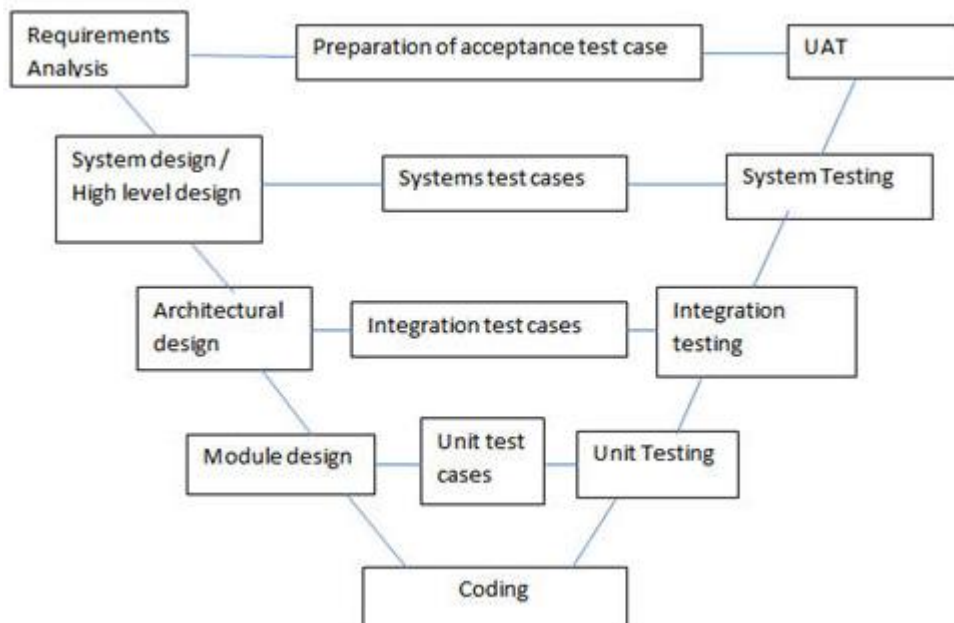 Requirements
Analysis
Preparation of acceptance test case
UAT
System design /
High level design
Systems test cases
System Testing
Architectural
design
Integration test cases
Integration
testing
Module design
Unit test
cases
Unit Testing
Coding